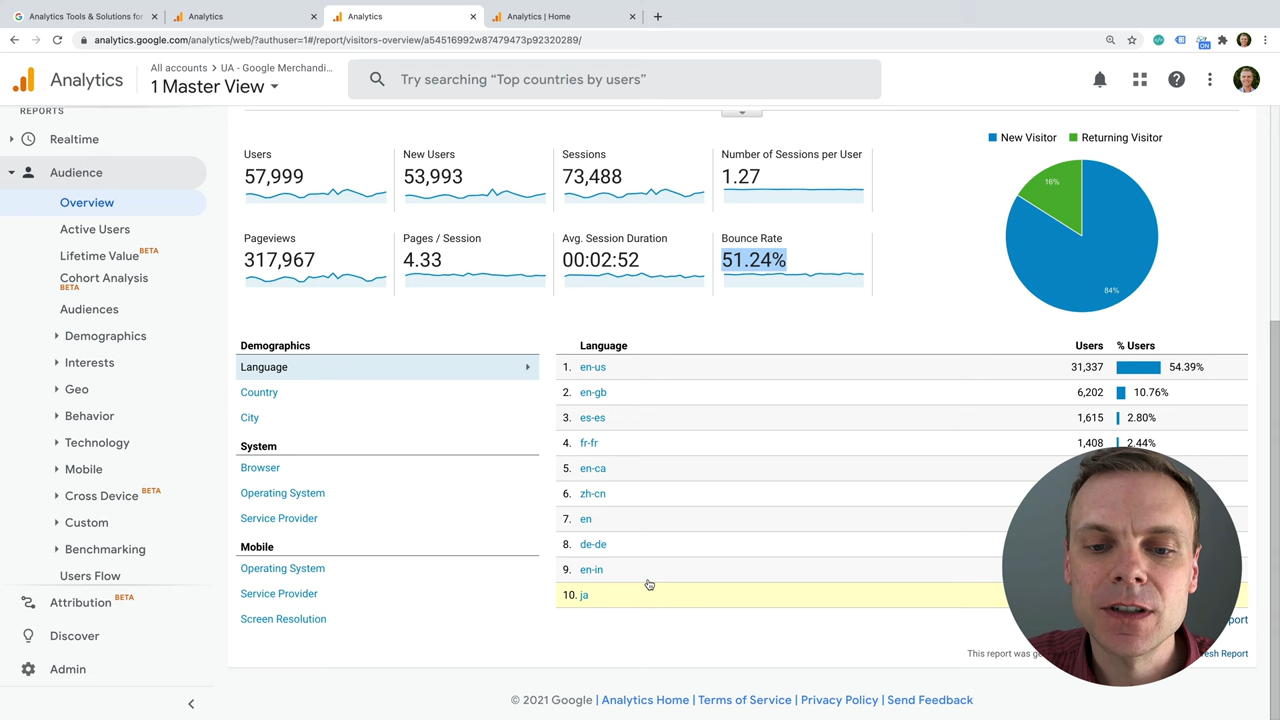 Analytics Tools & Solutions for
Analytics
Analytics
Analytics | Home
analytics.google.com/analytics/web/?authuser=1#/report/visitors-overview/a54516992w87479473p92320289/
ON
Analytics
All accounts > UA - Google Merchandi...
1 Master View
Try searching “Top countries by users”
REPORTS
Realtime
Audience
Overview
Active Users
Lifetime Value BETA
Cohort Analysis
BETA
Audiences
Demographics
Interests
Geo
Behavior
Technology
Mobile
Cross Device BETA
Custom
Benchmarking
Users Flow
Attribution BETA
Discover
Admin
Users
57,999
New Users
53,993
Sessions
73,488
Number of Sessions per User
1.27
Pageviews
317,967
Pages / Session
4.33
Avg. Session Duration
00:02:52
Bounce Rate
51.24%
New Visitor
Returning Visitor
16%
84%
Demographics
Language
Country
City
System
Browser
Operating System
Service Provider
Mobile
Operating System
Service Provider
Screen Resolution
Language Users % Users
1. en-us 31,337 54.39%
2. en-gb 6,202 10.76%
3. es-es 1,615 2.80%
4. fr-fr 1,408 2.44%
5. en-ca
6. zh-cn
7. en
8. de-de
9. en-in
10. ja
port
This report was ge
esh Report
© 2021 Google | Analytics Home | Terms of Service | Privacy Policy | Send Feedback